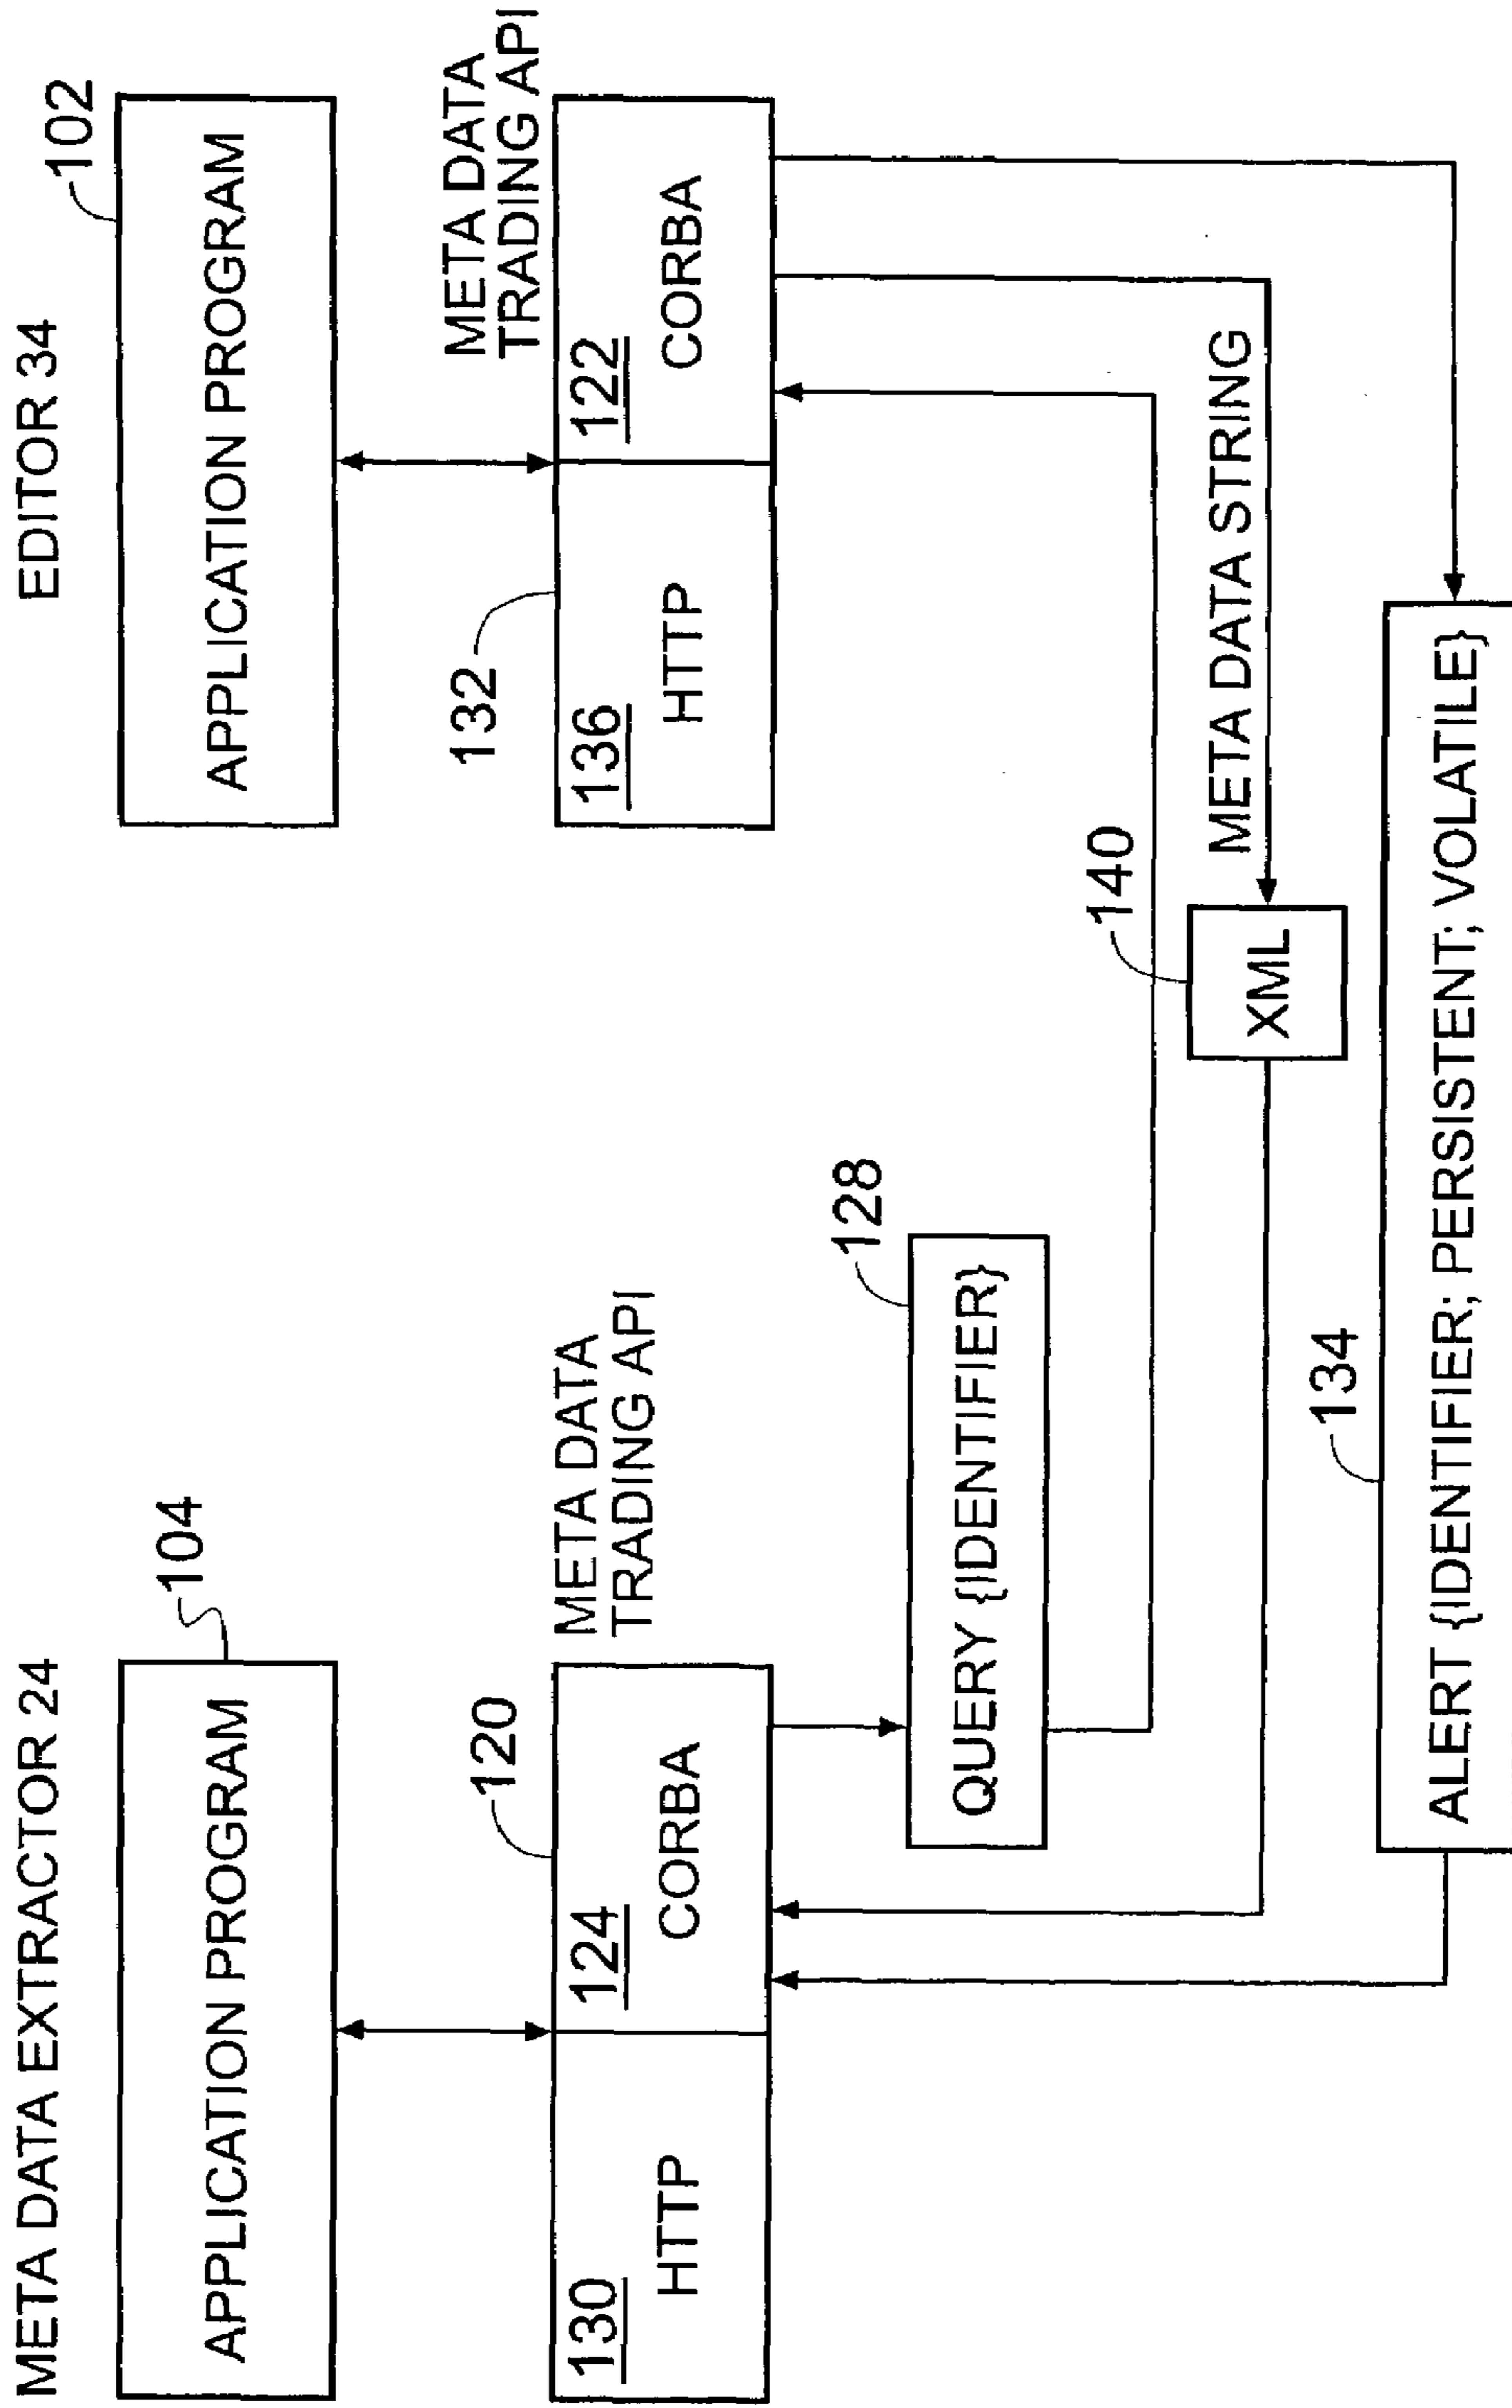 META DATA EXTRACTOR 24
104
APPLICATION PROGRAM
120
META DATA
TRADING API
130
HTTP
124
CORBA
128
QUERY {IDENTIFIER}
EDITOR 34
102
APPLICATION PROGRAM
META DATA
TRADING API
132
136
HTTP
122
CORBA
140
XML
META DATA STRING
134
ALERT {IDENTIFIER; PERSISTENT; VOLATILE}